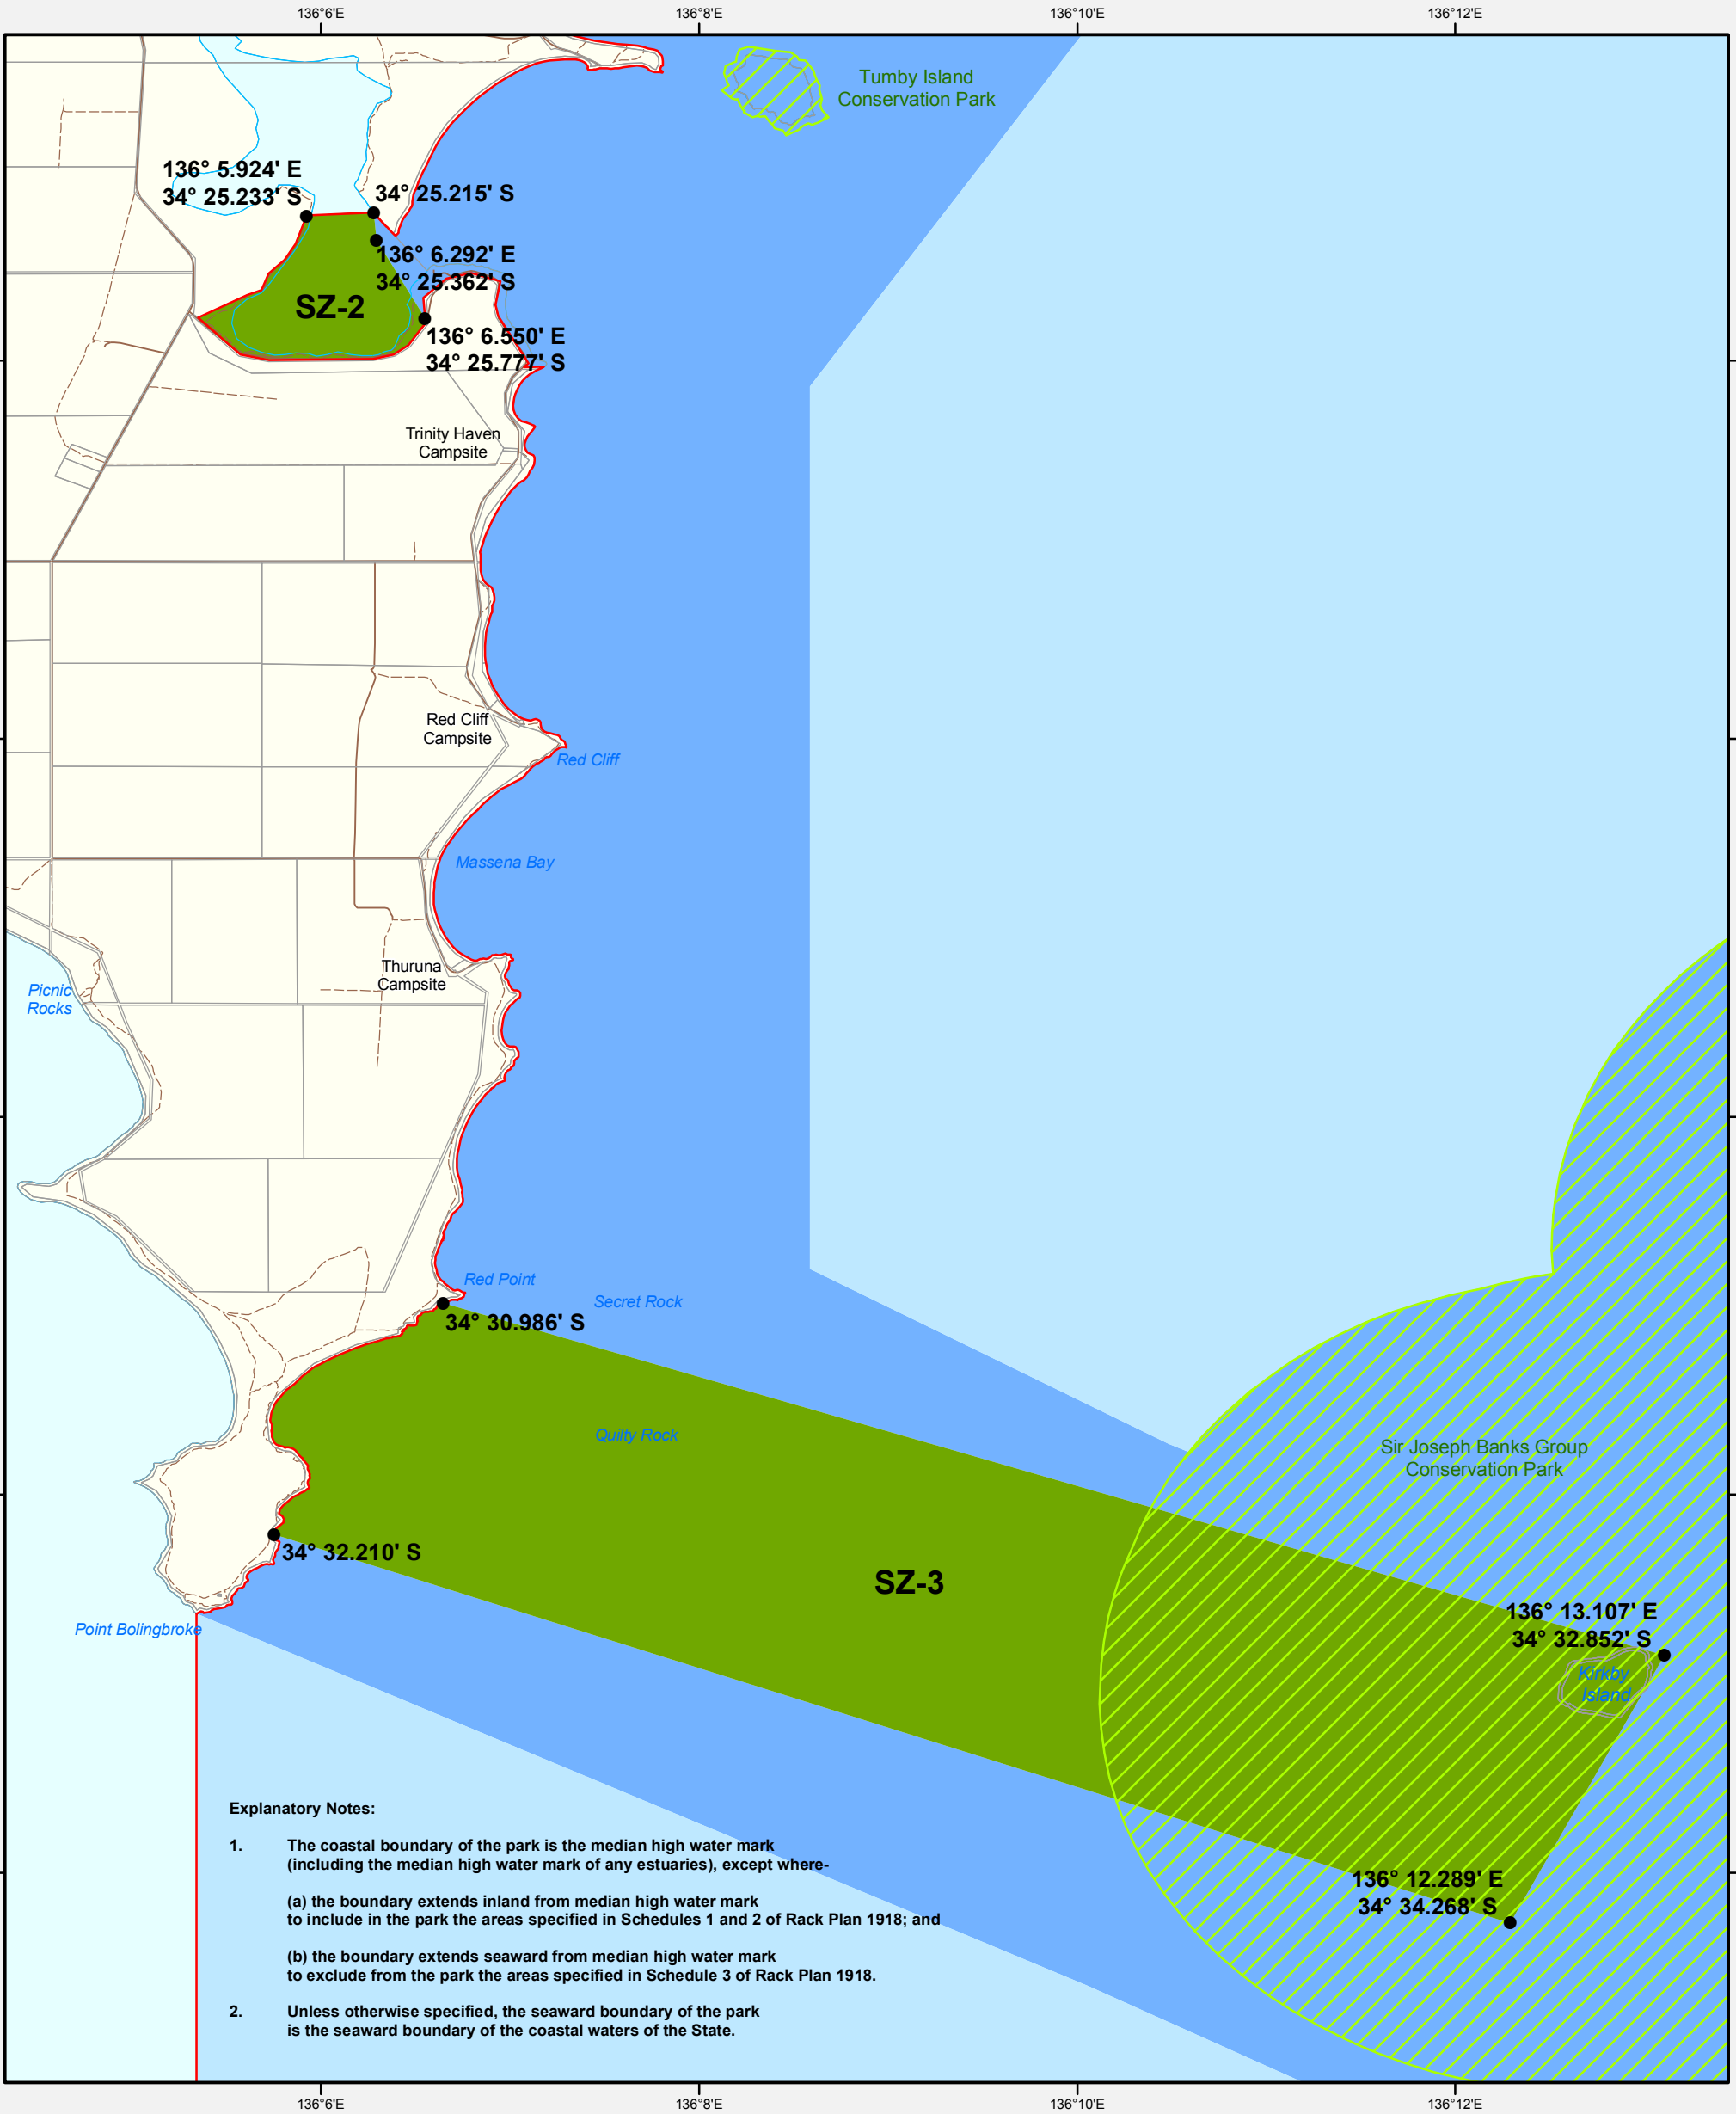 136°6'E
136°8'E
136°10'E
136°12'E
Tumby Island
Conservation Park
136° 5.924' E
34° 25.233' S
34° 25.215' S
136° 6.292' E
34° 25.362' S
SZ-2
136° 6.550' E
34° 25.777' S
Trinity Haven
Campsite
Red Cliff
Campsite
Red Cliff
Massena Bay
Thuruna
Campsite
Picnic
Rocks
Red Point
Secret Rock
34° 30.986' S
Quilty Rock
Sir Joseph Banks Group
Conservation Park
34° 32.210' S
SZ-3
136° 13.107' E
34° 32.852' S
Point Bolingbroke
Kirkby
Island
Explanatory Notes:
1. The coastal boundary of the park is the median high water mark
(including the median high water mark of any estuaries), except where-
(a) the boundary extends inland from median high water mark
to include in the park the areas specified in Schedules 1 and 2 of Rack Plan 1918; and
(b) the boundary extends seaward from median high water mark
to exclude from the park the areas specified in Schedule 3 of Rack Plan 1918.
2. Unless otherwise specified, the seaward boundary of the park
is the seaward boundary of the coastal waters of the State.
136° 12.289' E
34° 34.268' S
136°6'E
136°8'E
136°10'E
136°12'E